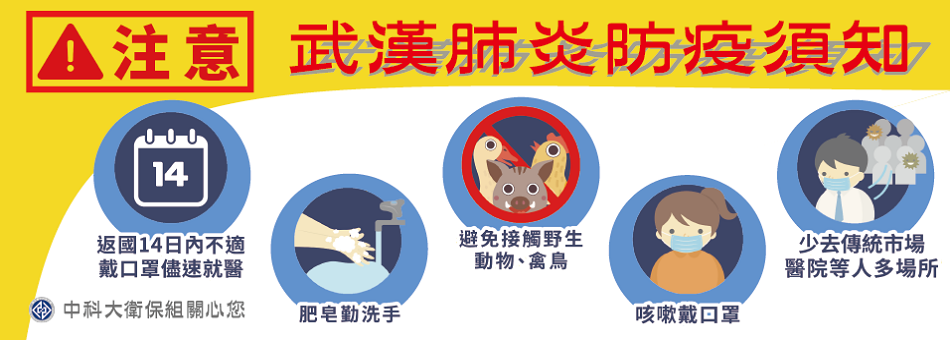 注意
武漢肺炎防疫須知
14
返國14日內不適
戴口罩儘速就醫
肥皂勤洗手
避免接觸野生
動物、禽鳥
咳嗽戴口罩
少去傳統市場
醫院等人多場所
中科大衛保組關心您